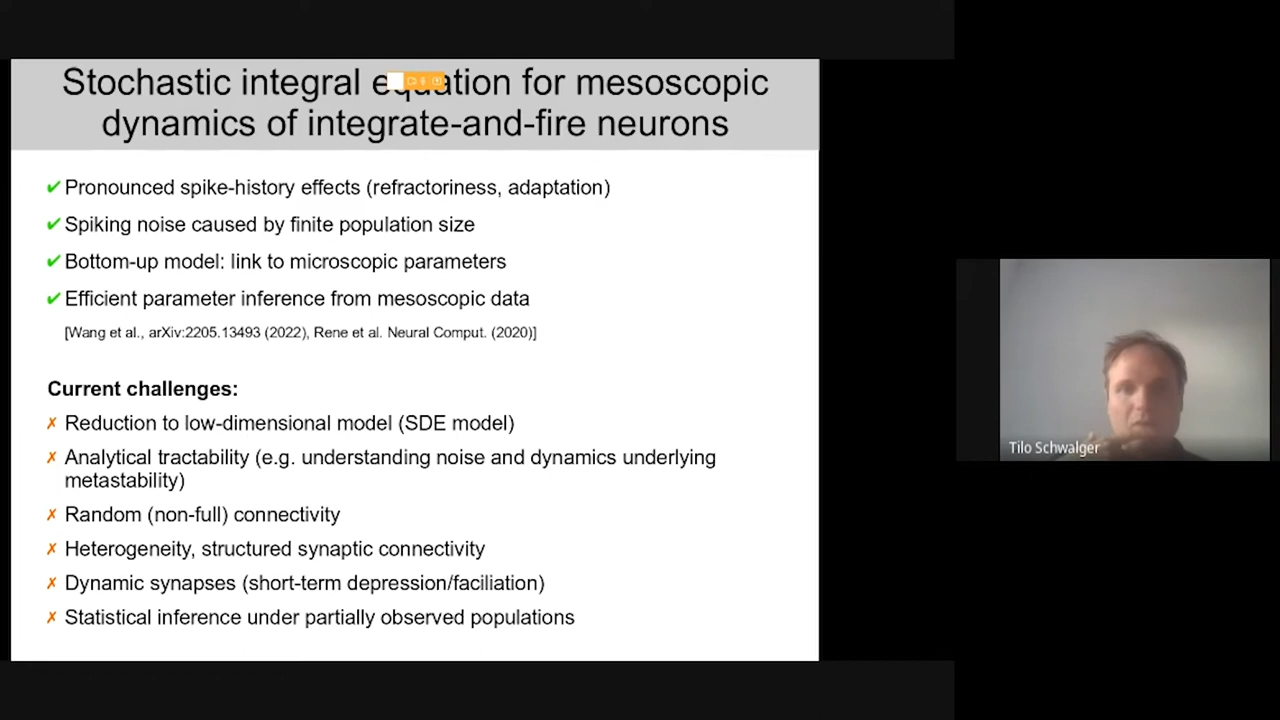 Stochastic integral equation for mesoscopic
dynamics of integrate-and-fire neurons
✔ Pronounced spike-history effects (refractoriness, adaptation)
✔ Spiking noise caused by finite population size
✔ Bottom-up model: link to microscopic parameters
✔ Efficient parameter inference from mesoscopic data
[Wang et al., arXiv:2205.13493 (2022), Rene et al. Neural Comput. (2020)]
Current challenges:
✗ Reduction to low-dimensional model (SDE model)
✗ Analytical tractability (e.g. understanding noise and dynamics underlying
metastability)
✗ Random (non-full) connectivity
✗ Heterogeneity, structured synaptic connectivity
✗ Dynamic synapses (short-term depression/faciliation)
✗ Statistical inference under partially observed populations
Tilo Schwalger